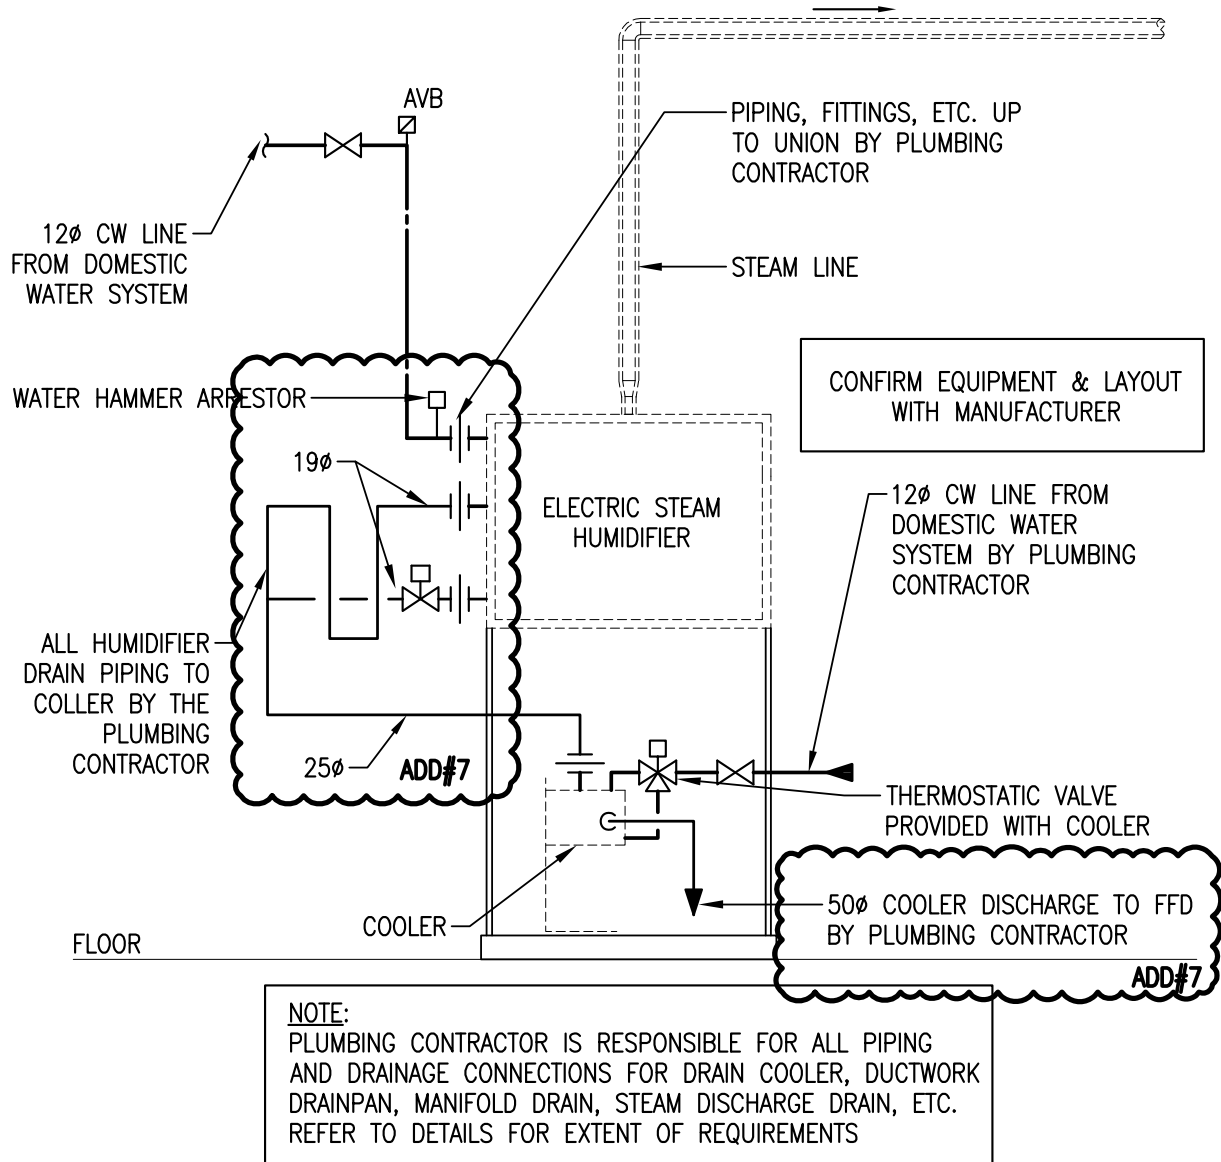 AVB
PIPING, FITTINGS, ETC. UP
TO UNION BY PLUMBING
CONTRACTOR
12ø CW LINE
FROM DOMESTIC
WATER SYSTEM
STEAM LINE
CONFIRM EQUIPMENT & LAYOUT
WITH MANUFACTURER
WATER HAMMER ARRESTOR
19ø
ELECTRIC STEAM
HUMIDIFIER
12ø CW LINE FROM
DOMESTIC WATER
SYSTEM BY PLUMBING
CONTRACTOR
ALL HUMIDIFIER
DRAIN PIPING TO
COLLER BY THE
PLUMBING
CONTRACTOR
25ø
ADD#7
THERMOSTATIC VALVE
PROVIDED WITH COOLER
C
COOLER
50ø COOLER DISCHARGE TO FFD
BY PLUMBING CONTRACTOR
FLOOR
ADD#7
NOTE:
PLUMBING CONTRACTOR IS RESPONSIBLE FOR ALL PIPING
AND DRAINAGE CONNECTIONS FOR DRAIN COOLER, DUCTWORK
DRAINPAN, MANIFOLD DRAIN, STEAM DISCHARGE DRAIN, ETC.
REFER TO DETAILS FOR EXTENT OF REQUIREMENTS